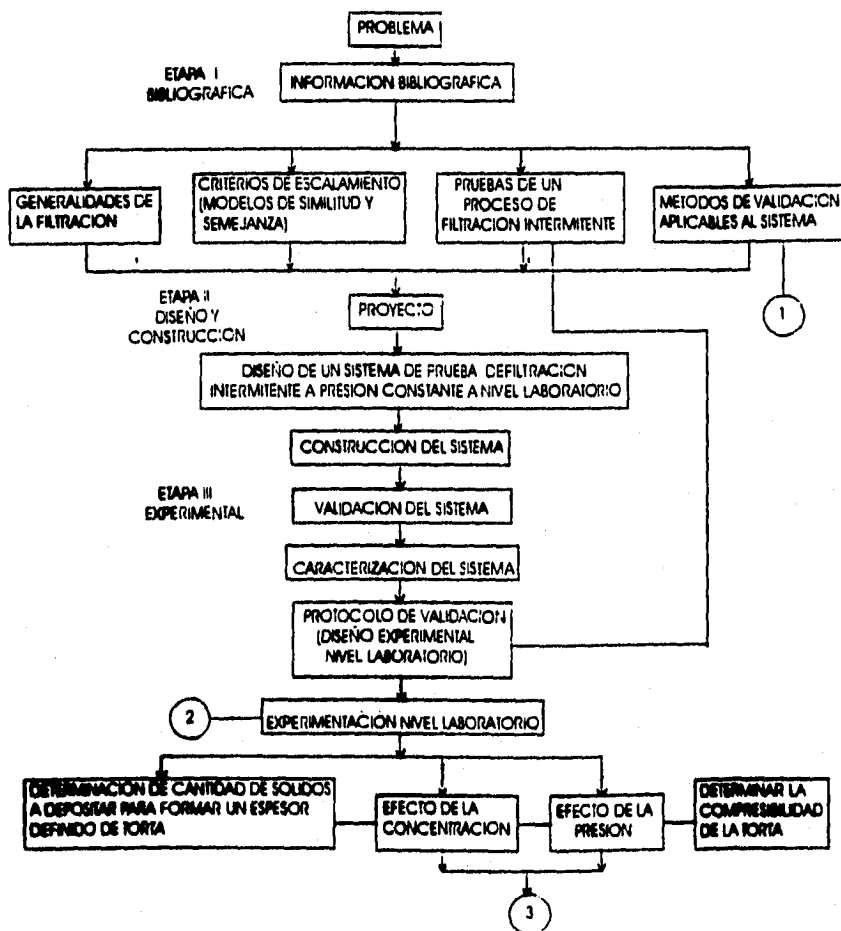 PROBLEMA
ETAPA I
BIBLIOGRAFICA
INFORMACION BIBLIOGRAFICA
GENERALIDADES DE
LA FILTRACION
CRITERIOS DE ESCALAMIENTO
(MODELOS DE SIMILITUD Y
SEMEJANZA)
PRUEBAS DE UN
PROCESO DE
FILTRACION INTERMITENTE
METODOS DE VALIDACION
APLICABLES AL SISTEMA
1
ETAPA II
DISEÑO Y
CONSTRUCCION
PROYECTO
DISEÑO DE UN SISTEMA DE PRUEBA DEFILTRACION
INTERMITENTE A PRESION CONSTANTE A NIVEL LABORATORIO
CONSTRUCCION DEL SISTEMA
ETAPA III
EXPERIMENTAL
VALIDACION DEL SISTEMA
CARACTERIZACION DEL SISTEMA
PROTOCOLO DE VALIDACION
(DISEÑO EXPERIMENTAL
NIVEL LABORATORIO)
2
EXPERIMENTACION NIVEL LABORATORIO
DETERMINACION DE CANTIDAD DE SOLIDOS
A DEPOSITAR PARA FORMAR UN ESPESOR
DEFINIDO DE TORTA
EFECTO DE LA
CONCENTRACION
EFECTO DE LA
PRESION
DETERMINAR LA
COMPRESIBILIDAD
DE LA TORTA
3